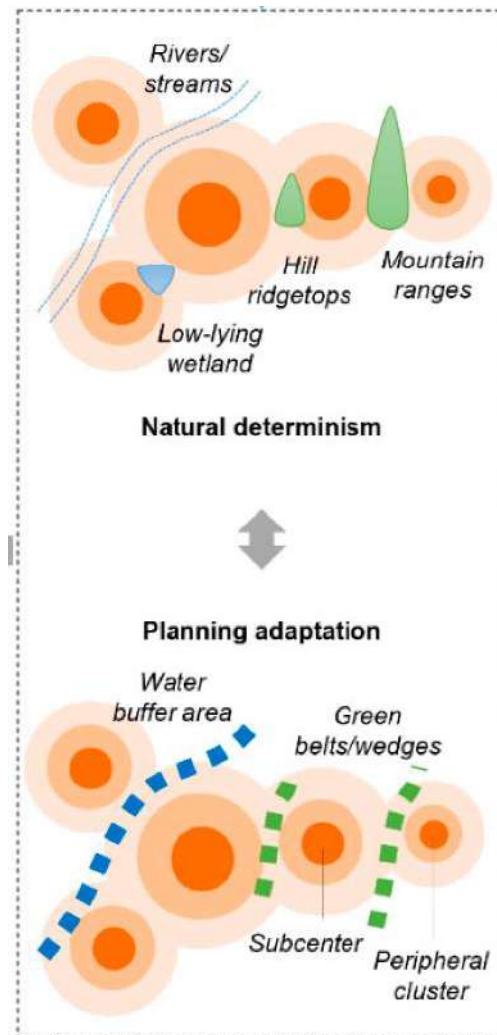 Rivers/
streams
Hill
ridgetops
Mountain
ranges
Low-lying
wetland
Natural determinism
Planning adaptation
Water
buffer area
Green
belts/wedges
Subcenter
Peripheral
cluster